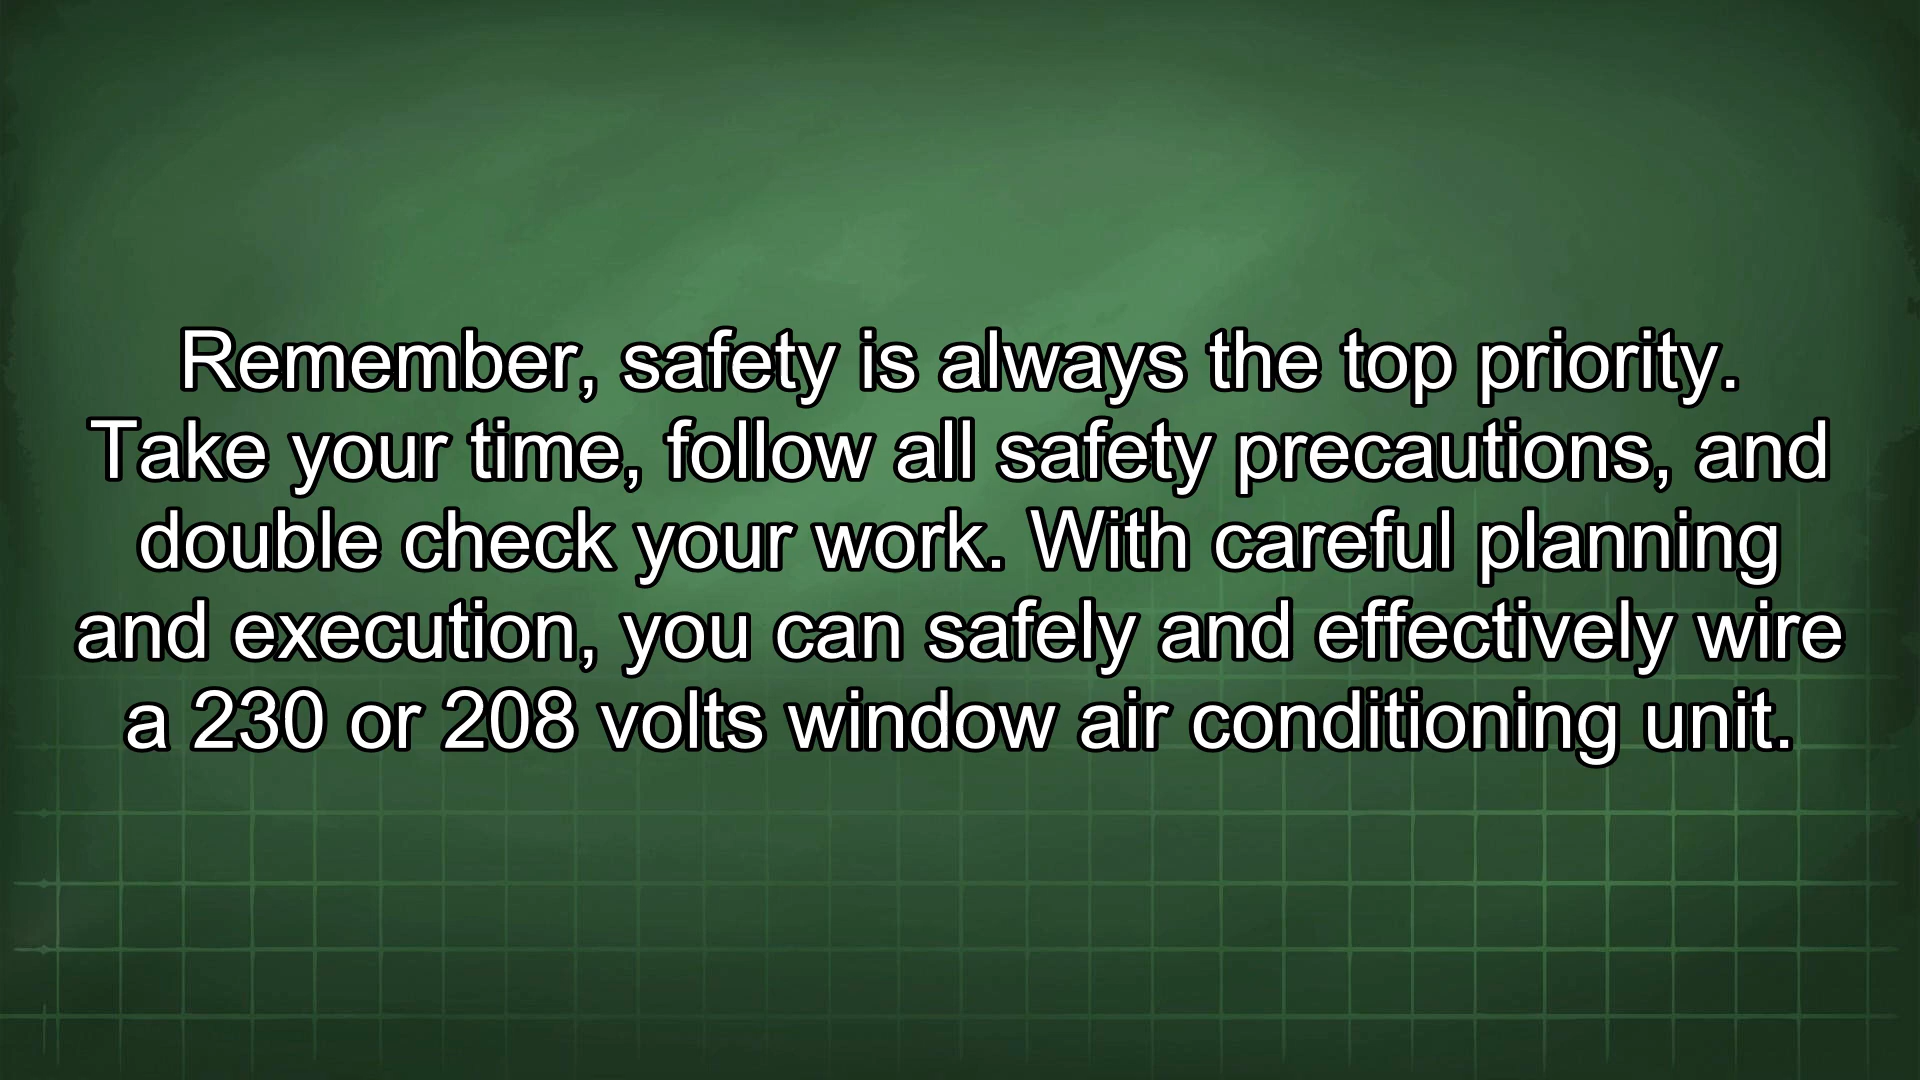 Remember, safety is always the top priority.
Take your time, follow all safety precautions, and
double check your work. With careful planning
and execution, you can safely and effectively wire
a 230 or 208 volts window air conditioning unit.